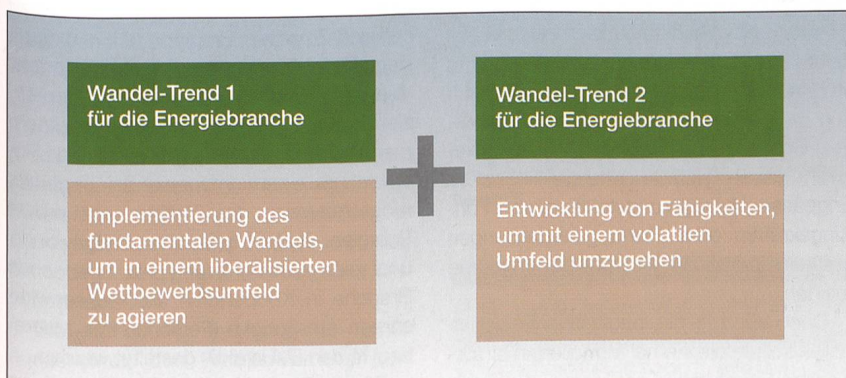 Wandel-Trend 1
für die Energiebranche
Implementierung des
fundamentalen Wandels,
um in einem liberalisierten
Wettbewerbsumfeld
zu agieren
+
Wandel-Trend 2
für die Energiebranche
Entwicklung von Fähigkeiten,
um mit einem volatilen
Umfeld umzugehen